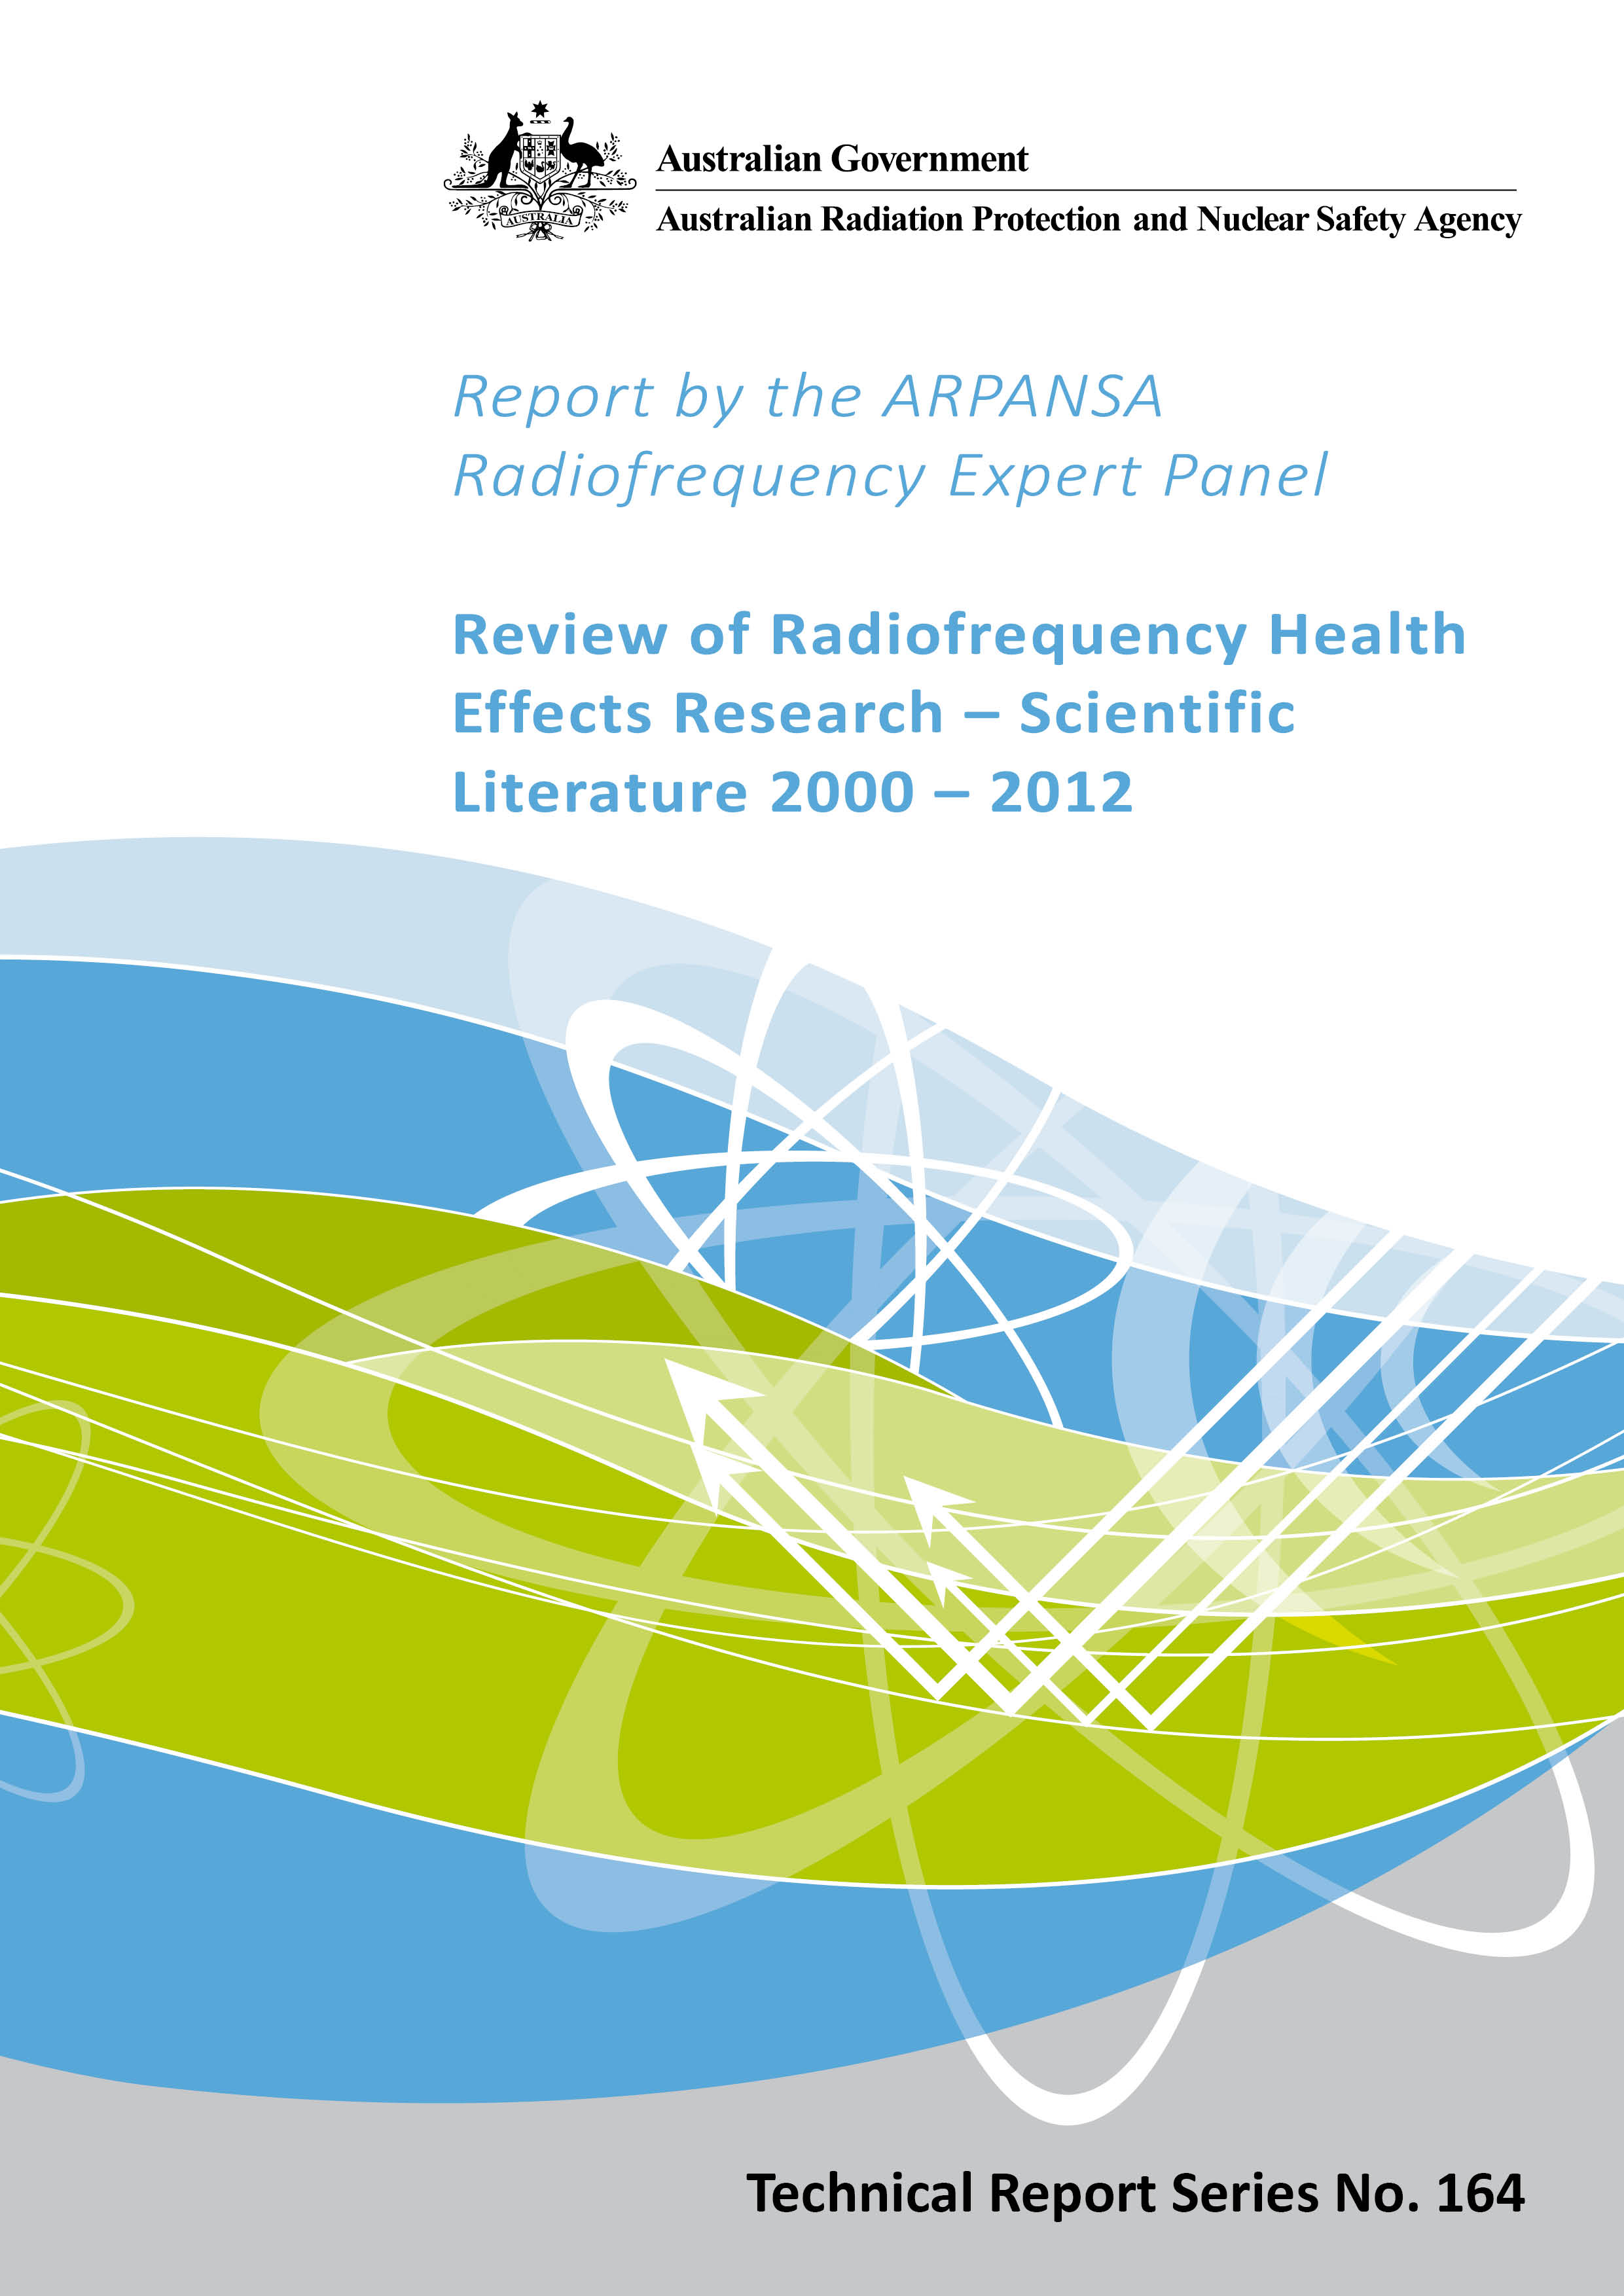 AUSTRALIA
Australian Government
Australian Radiation Protection and Nuclear Safety Agency
Report by the ARPANSA
Radiofrequency Expert Panel
Review of Radiofrequency Health
Effects Research – Scientific
Literature 2000 – 2012
Technical Report Series No. 164